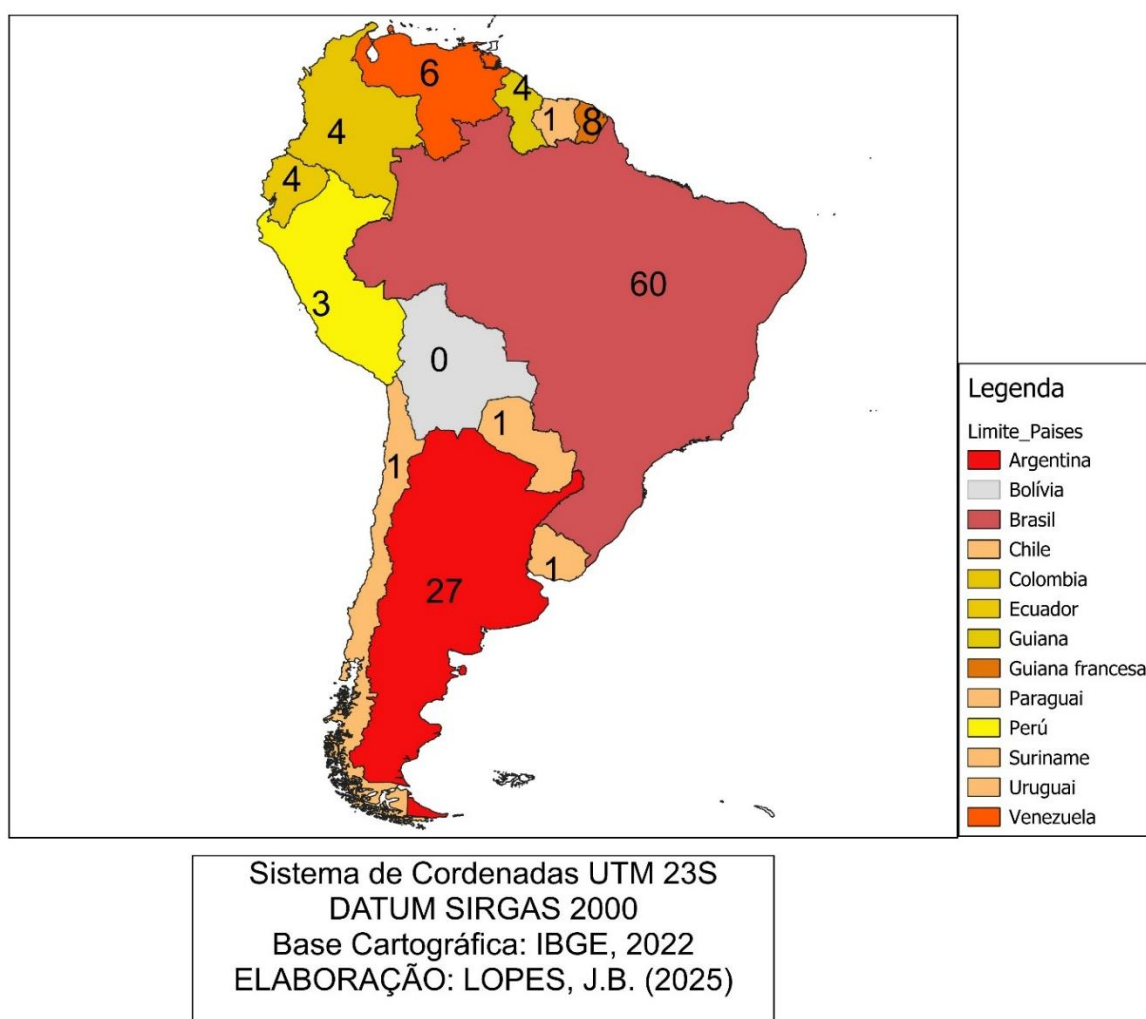 6
4
1
8
4
4
60
3
0
1
1
1
27
Legenda
Limite_Paises
Argentina
Bolívia
Brasil
Chile
Colombia
Ecuador
Guiana
Guiana francesa
Paraguai
Perú
Suriname
Uruguai
Venezuela
Sistema de Cordenadas UTM 23S
DATUM SIRGAS 2000
Base Cartográfica: IBGE, 2022
ELABORAÇÃO: LOPES, J.B. (2025)